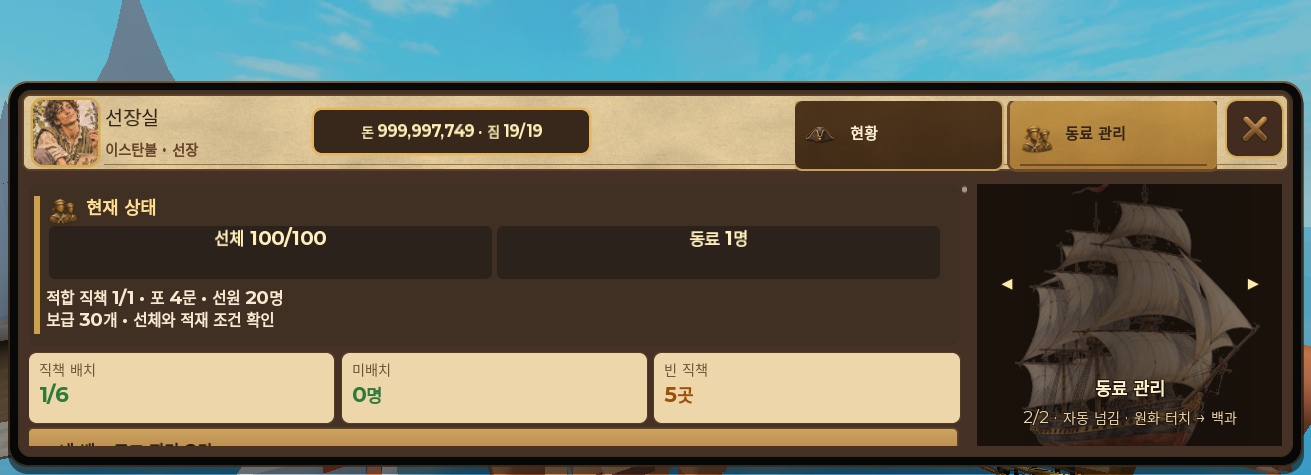 선장실
이스탄불 • 선장
돈 999,997,749 · 짐 19/19
현황
동료 관리
현재 상태
선체 100/100
동료 1명
적합 직책 1/1 • 포 4문 • 선원 20명
보급 30개 • 선체와 적재 조건 확인
직책 배치
1/6
미배치
0명
빈 직책
5곳
동료 관리
2/2 · 자동 넘김 · 원화 터치 → 백과